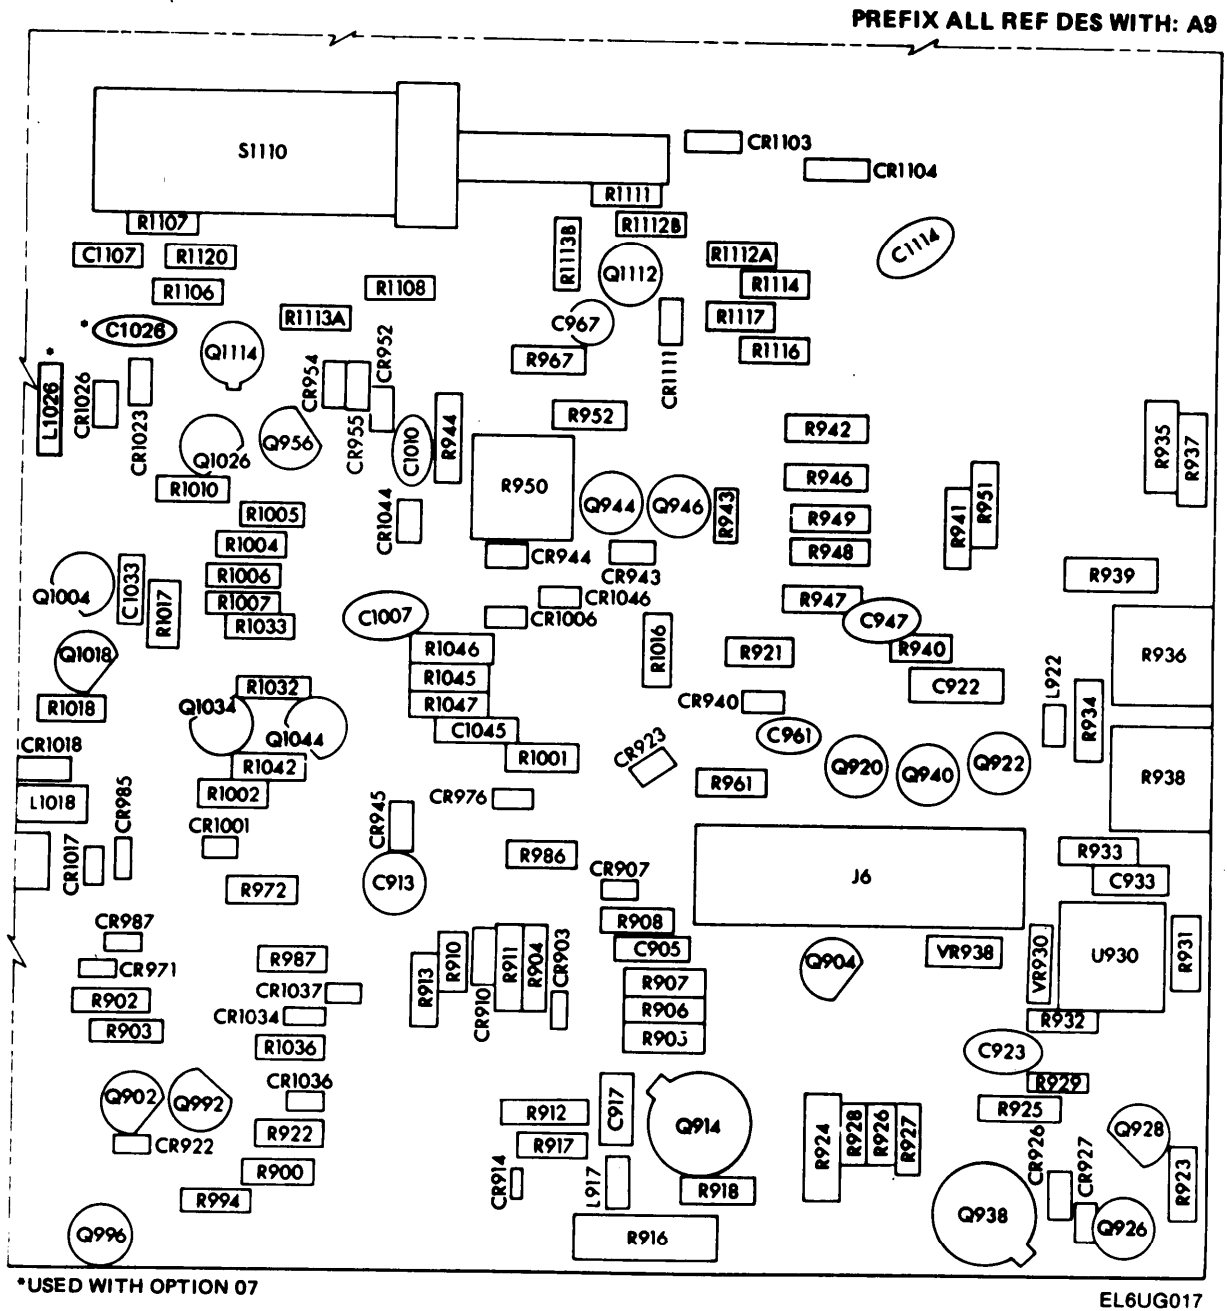 PREFIX ALL REF DES WITH: A9
S1110
CR1103
CR1104
R1111
R1107
R1112B
R1113B
C1114
C1107
R1120
R1112A
Q1112
R1114
R1106
R1108
R1113A
C967
R1117
*
C1026
*
Q1114
CR952
R967
R1116
CR954
CR1111
L1026
CR1026
CR1023
Q956
CR955
C1010
R944
R952
R942
R935
R937
Q1026
R1010
R950
R946
R951
Q944
Q946
R943
CR1044
R1005
R949
R941
R1004
R948
CR944
CR943
R1006
R939
Q1004
C1033
R1017
R1007
CR1046
R947
CR1006
C1007
C947
R1033
R1016
R1046
R921
R940
R936
Q1018
R1045
C922
L922
R1032
CR940
R1018
Q1034
R1047
R934
C1045
C961
Q1044
CR1018
R1001
CR923
Q920
Q940
Q922
R1042
R938
L1018
R1002
CR985
CR976
R961
CR945
CR1001
CR1017
R986
R933
CR907
J6
C933
R972
C913
CR987
R908
C905
R910
R911
R904
CR903
VR938
VR930
U930
R931
CR971
R987
R913
Q904
CR1037
R907
R902
CR910
R906
CR1034
R932
R903
R905
R1036
C923
CR1036
R929
Q902
Q992
R912
C917
R925
R922
Q914
R924
R928
R926
R927
Q928
CR922
R917
CR926
CR927
R900
CR914
L917
R918
R923
R994
Q996
R916
Q938
Q926
*USED WITH OPTION 07
EL6UG017